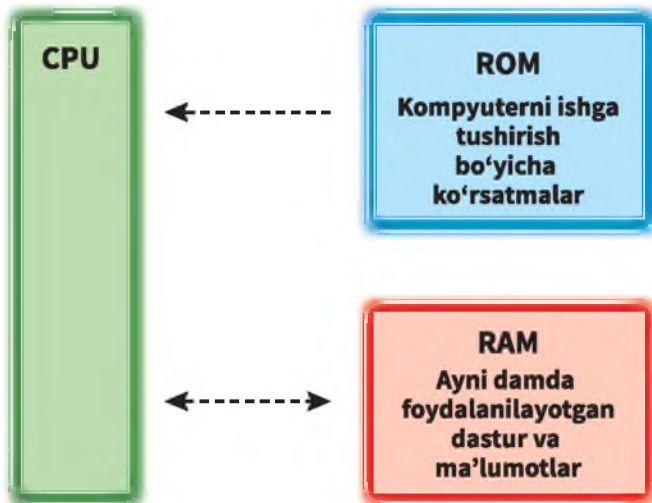 CPU
ROM
Kompyuterni ishga
tushirish
bo‘yicha
ko‘rsatmalar
RAM
Ayni damda
foydalanilayotgan
dastur va
ma’lumotlar